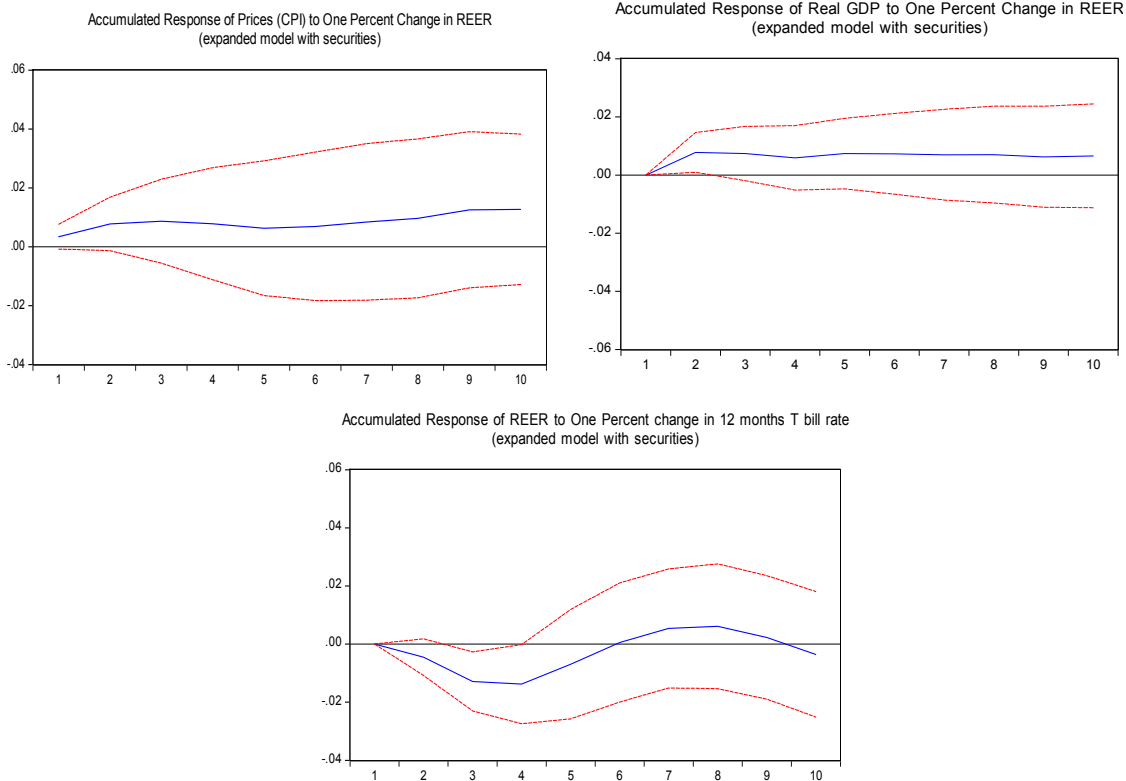 Accumulated Response of Prices (CPI) to One Percent Change in REER
(expanded model with securities)
.06
.04
.02
.00
-.02
-.04
1 2 3 4 5 6 7 8 9 10
Accumulated Response of Real GDP to One Percent Change in REER
(expanded model with securities)
.04
.02
.00
-.02
-.04
-.06
1 2 3 4 5 6 7 8 9 10
Accumulated Response of REER to One Percent change in 12 months T bill rate
(expanded model with securities)
.06
.04
.02
.00
-.02
-.04
1 2 3 4 5 6 7 8 9 10